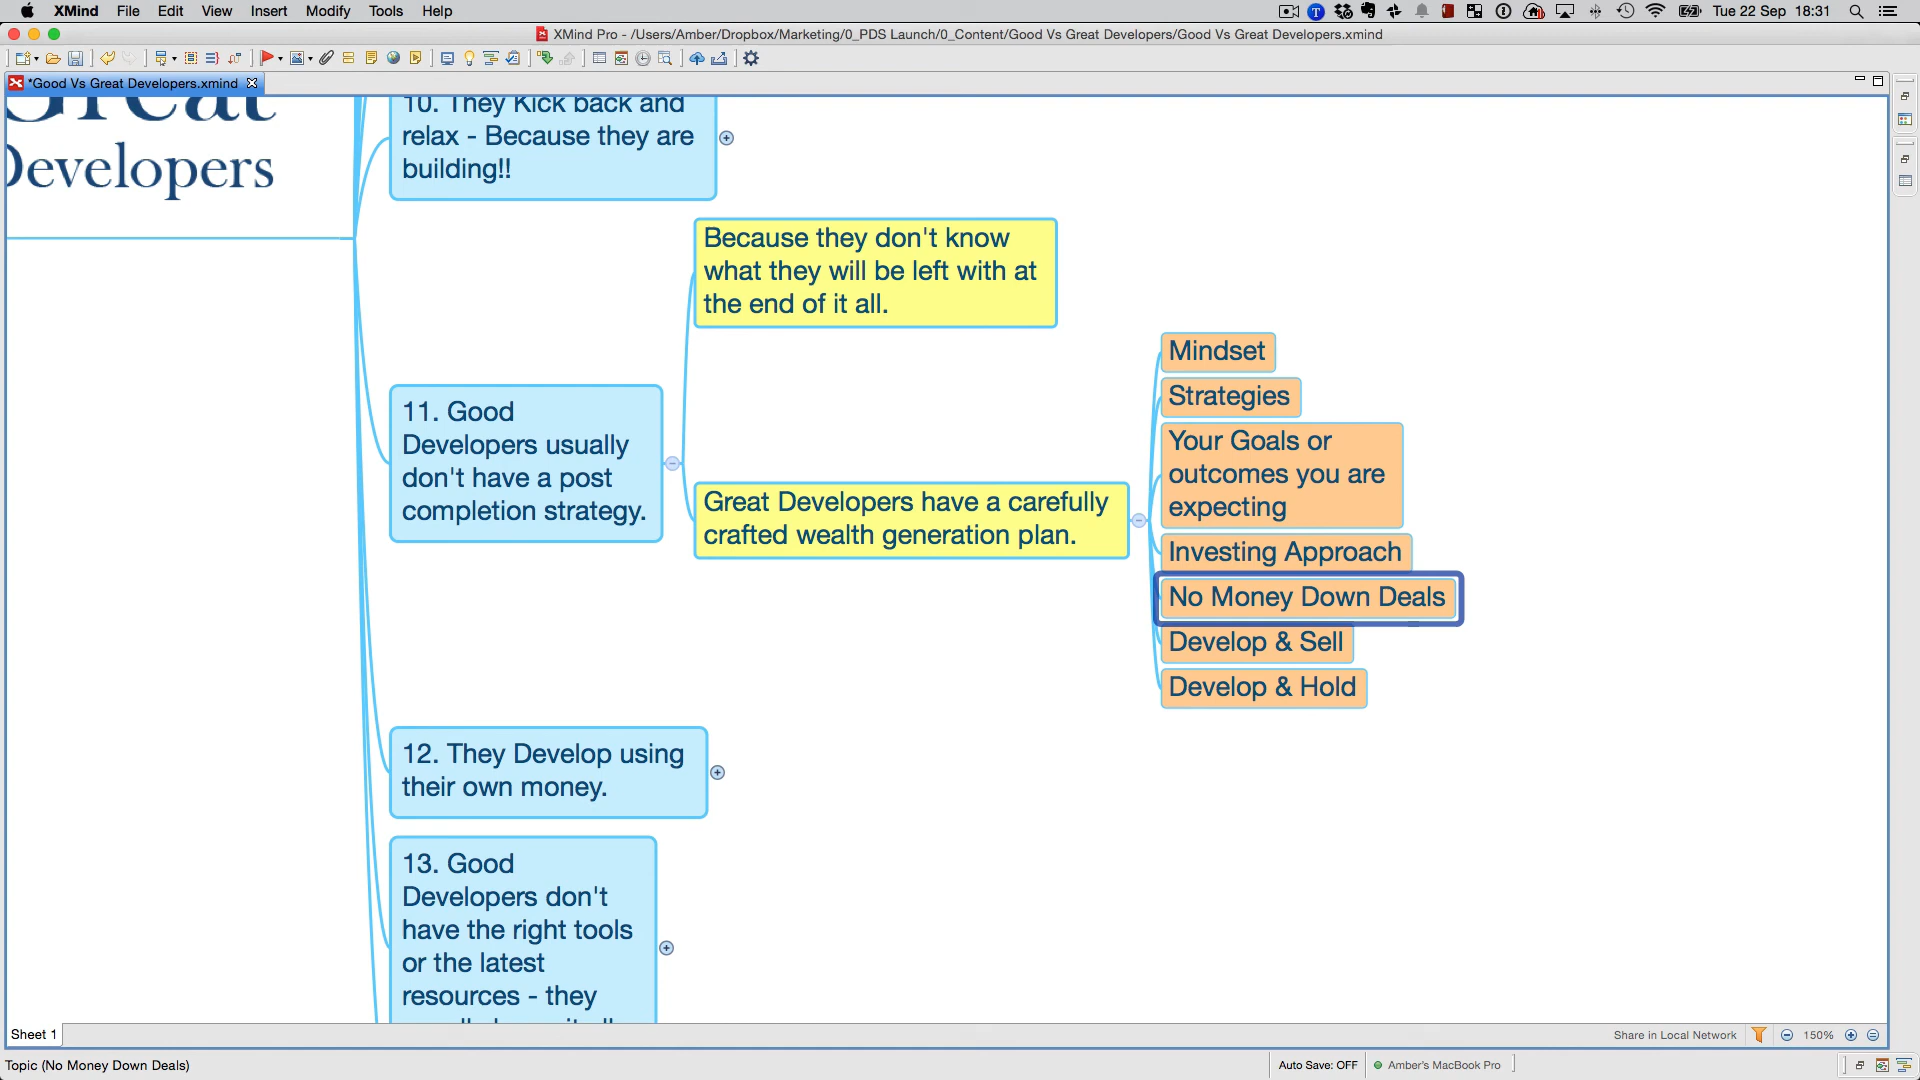 XMind File Edit View Insert Modify Tools Help Tue 22 Sep 18:31
XMind Pro - /Users/Amber/Dropbox/Marketing/0_PDS Launch/0_Content/Good Vs Great Developers/Good Vs Great Developers.xmind
*Good Vs Great Developers.xmind
Great
Developers
10. They Kick back and
relax - Because they are
building!!
Because they don't know
what they will be left with at
the end of it all.
11. Good
Developers usually
don't have a post
completion strategy.
Great Developers have a carefully
crafted wealth generation plan.
Mindset
Strategies
Your Goals or
outcomes you are
expecting
Investing Approach
No Money Down Deals
Develop & Sell
Develop & Hold
12. They Develop using
their own money.
13. Good
Developers don't
have the right tools
or the latest
resources - they
Sheet 1
Share in Local Network 150%
Topic (No Money Down Deals)
Auto Save: OFF Amber's MacBook Pro